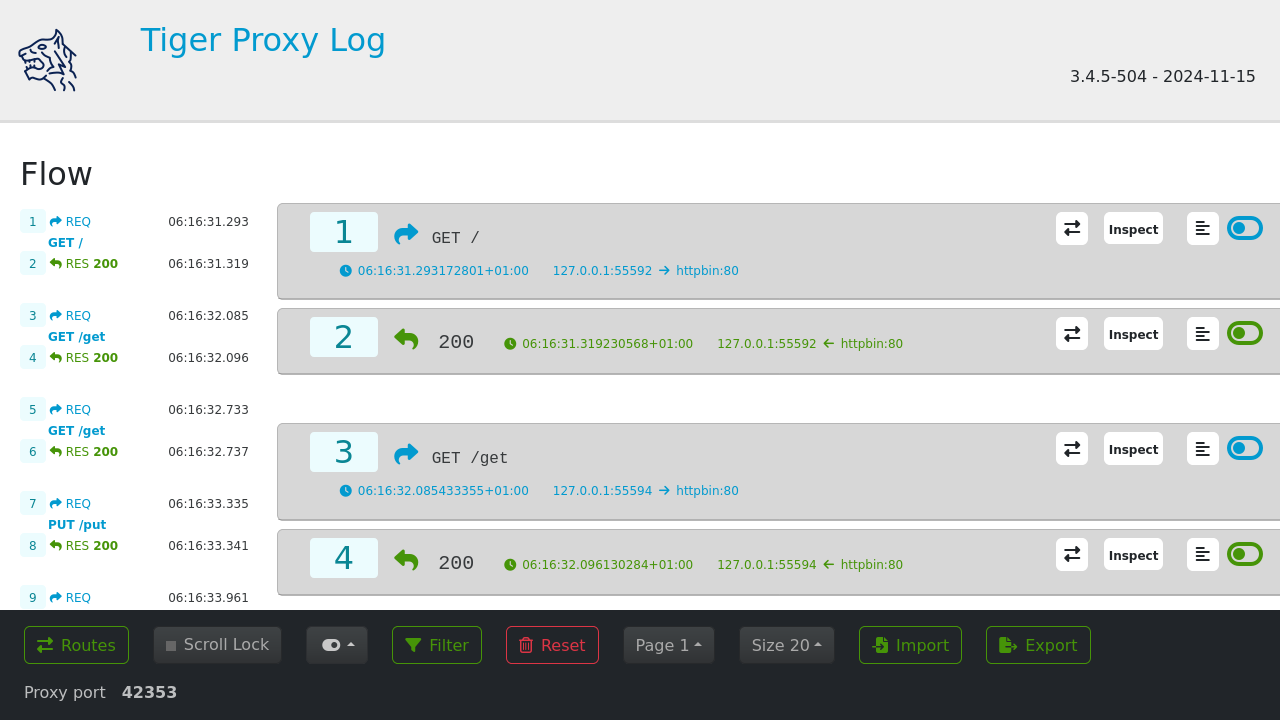 Tiger Proxy Log
3.4.5-504 - 2024-11-15
Flow
1 REQ 06:16:31.293
GET /
2 RES 200 06:16:31.319
3 REQ 06:16:32.085
GET /get
4 RES 200 06:16:32.096
5 REQ 06:16:32.733
GET /get
6 RES 200 06:16:32.737
7 REQ 06:16:33.335
PUT /put
8 RES 200 06:16:33.341
9 REQ 06:16:33.961
1 GET / Inspect
06:16:31.293172801+01:00 127.0.0.1:55592 → httpbin:80
2 200 06:16:31.319230568+01:00 127.0.0.1:55592 ← httpbin:80 Inspect
3 GET /get Inspect
06:16:32.085433355+01:00 127.0.0.1:55594 → httpbin:80
4 200 06:16:32.096130284+01:00 127.0.0.1:55594 ← httpbin:80 Inspect
Routes Scroll Lock Filter Reset Page 1 Size 20 Import Export
Proxy port 42353